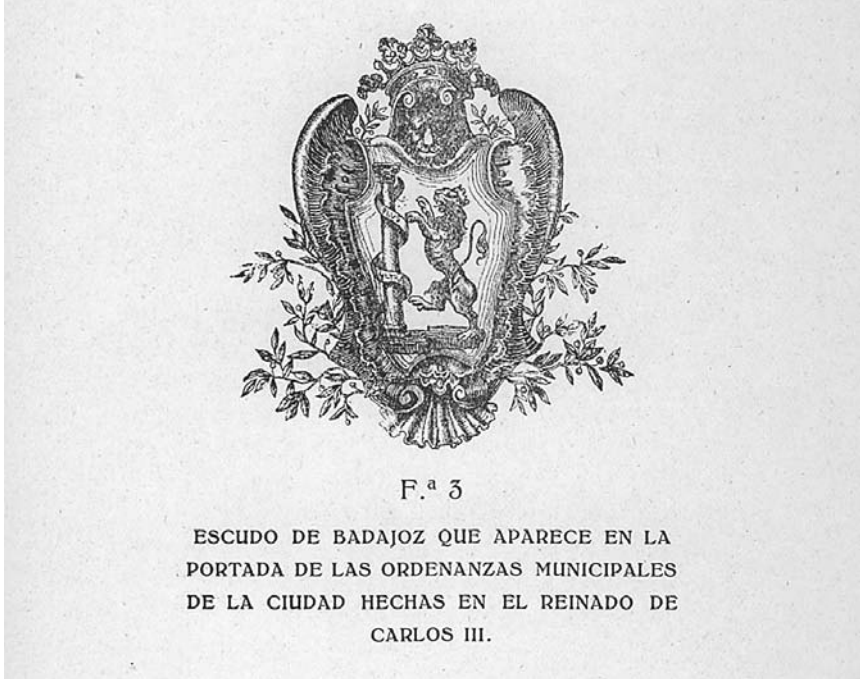 F.ª 3
ESCUDO DE BADAJOZ QUE APARECE EN LA
PORTADA DE LAS ORDENANZAS MUNICIPALES
DE LA CIUDAD HECHAS EN EL REINADO DE
CARLOS III.